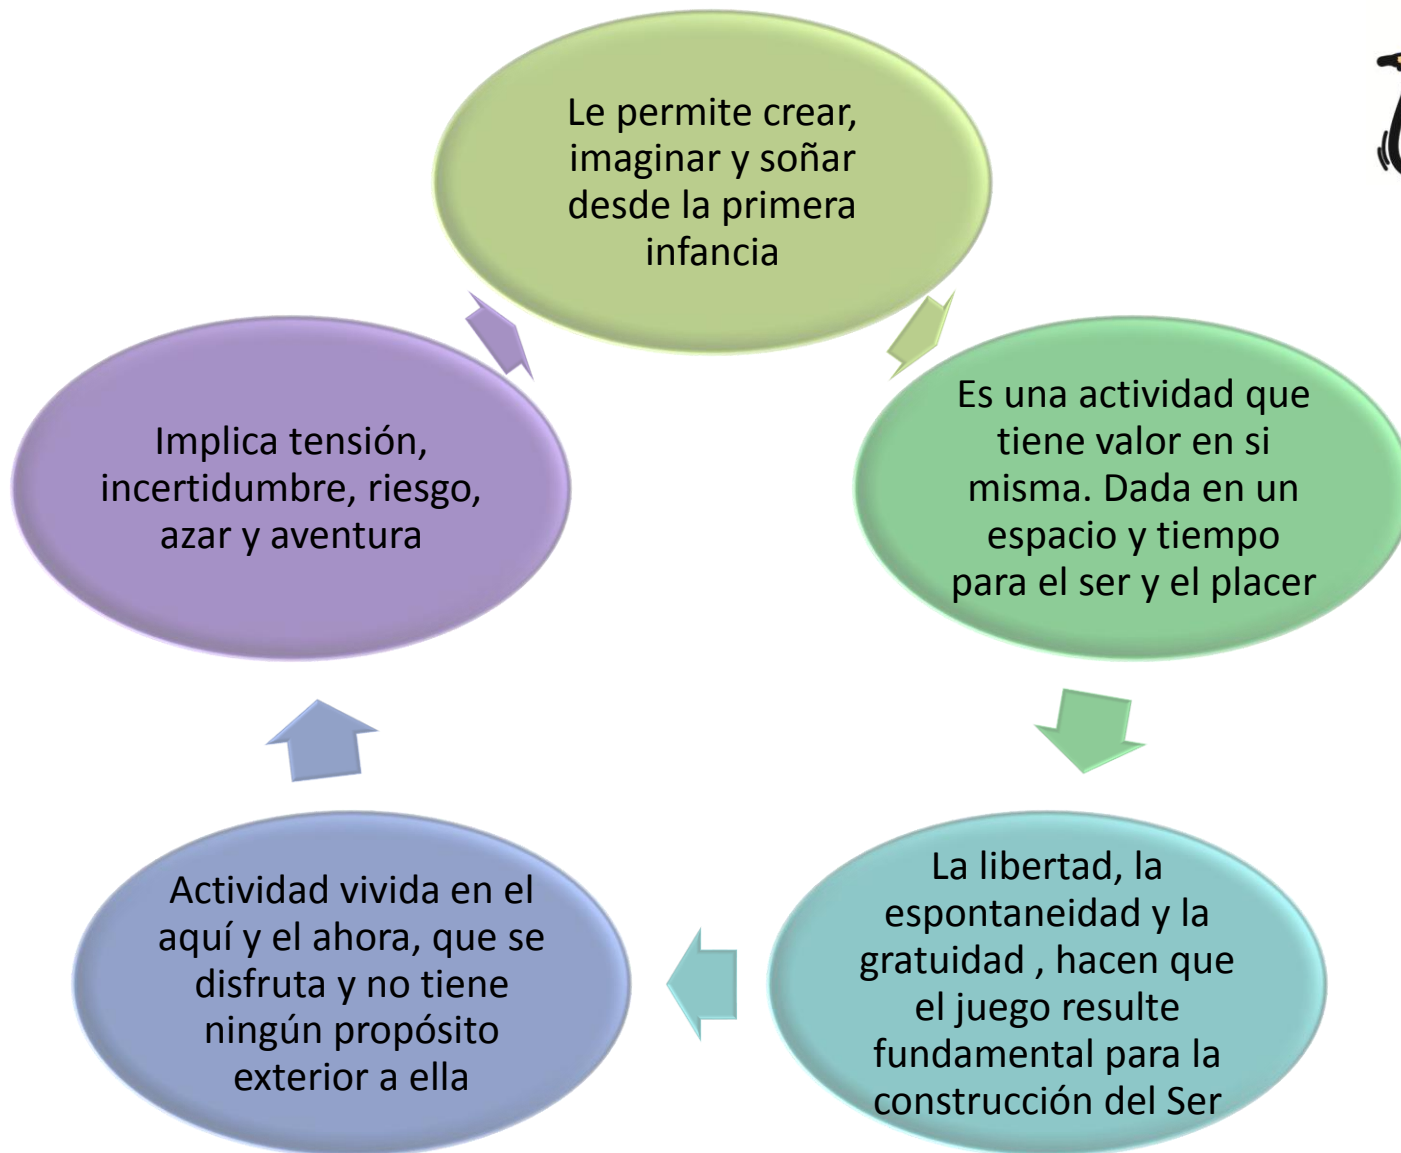 Le permite crear,
imaginar y soñar
desde la primera
infancia
Es una actividad que
tiene valor en si
misma. Dada en un
espacio y tiempo
para el ser y el placer
La libertad, la
espontaneidad y la
gratuidad , hacen que
el juego resulte
fundamental para la
construcción del Ser
Actividad vivida en el
aquí y el ahora, que se
disfruta y no tiene
ningún propósito
exterior a ella
Implica tensión,
incertidumbre, riesgo,
azar y aventura